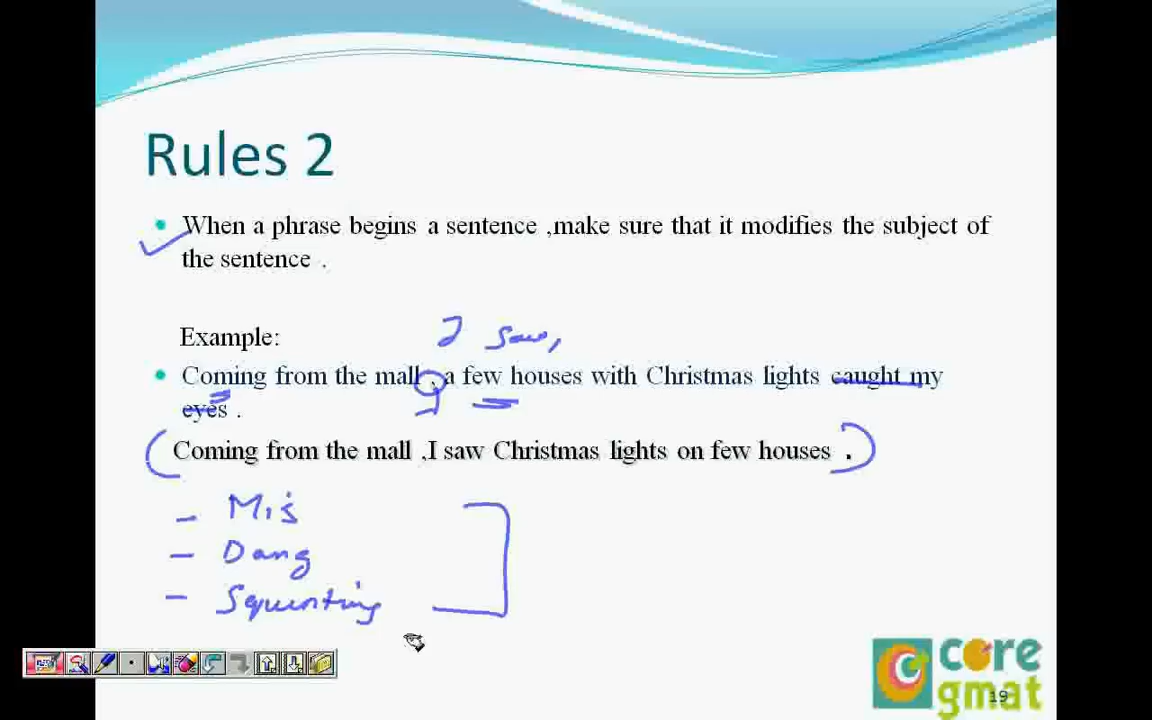 Rules 2
When a phrase begins a sentence ,make sure that it modifies the subject of
the sentence .
Example:
I saw,
Coming from the mall , a few houses with Christmas lights caught my
eyes .
Coming from the mall ,I saw Christmas lights on few houses .
- Mis
- Dang
- Squinting
core
gmat
19